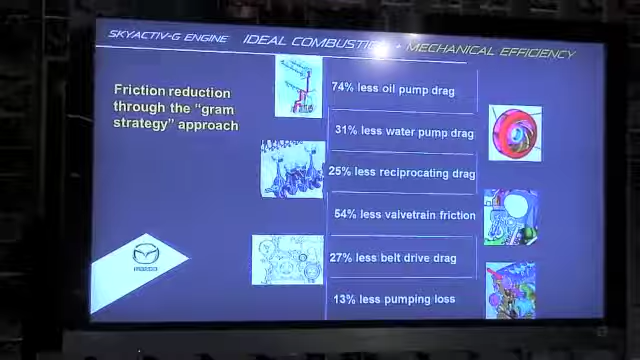 SKYACTIV-G ENGINE IDEAL COMBUSTION + MECHANICAL EFFICIENCY
Friction reduction
through the "gram
strategy" approach
74% less oil pump drag
31% less water pump drag
25% less reciprocating drag
54% less valvetrain friction
27% less belt drive drag
13% less pumping loss
mazda